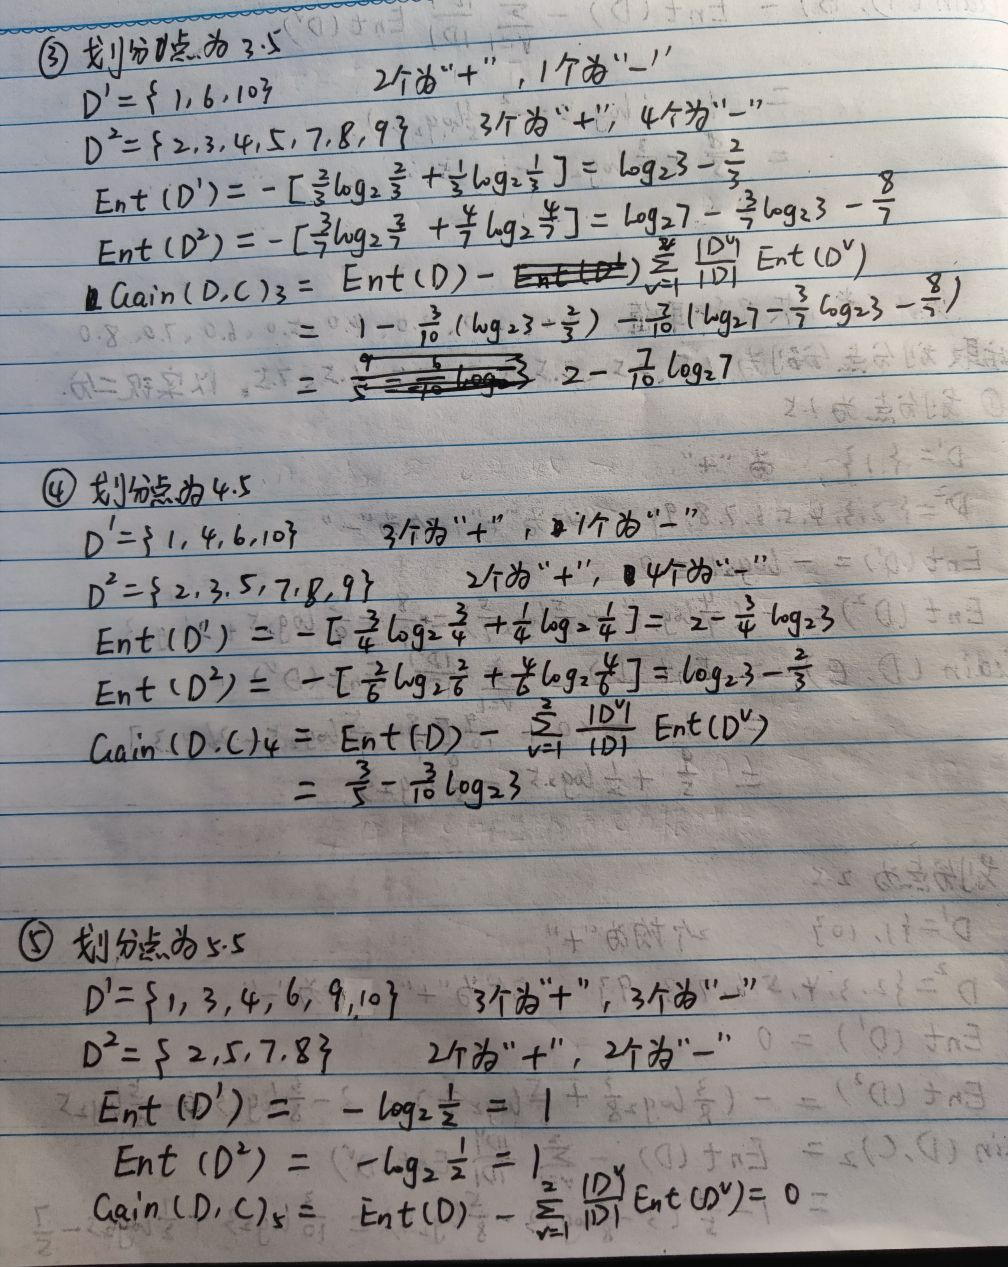 ③ 划分点为 3.5
D¹={1,6,10} 2个为“+”,1个为“-”
D²={2,3,4,5,7,8,9} 3个为“+”, 4个为“-”
Ent(D¹)=-[2/3 log₂ 2/3 + 1/3 log₂ 1/3] = log₂3 - 2/3
Ent(D²)=-[3/7 log₂ 3/7 + 4/7 log₂ 4/7] = log₂7 - 3/7 log₂3 - 8/7
Gain(D,C)₃ = Ent(D) - Σ_{v=1}^{2} |Dᵛ|/|D| Ent(Dᵛ)
= 1 - 3/10 (log₂3 - 2/3) - 7/10 (log₂7 - 3/7 log₂3 - 8/7)
= 2 - 7/10 log₂7
④ 划分点为4.5
D¹={1,4,6,10} 3个为“+”, 1个为“-”
D²={2,3,5,7,8,9} 2个为“+”, 4个为“-”
Ent(D¹) = -[3/4 log₂ 3/4 + 1/4 log₂ 1/4] = 2 - 3/4 log₂3
Ent(D²) = -[2/6 log₂ 2/6 + 4/6 log₂ 4/6] = log₂3 - 2/3
Gain(D,C)₄ = Ent(D) - Σ_{v=1}^{2} |Dᵛ|/|D| Ent(Dᵛ)
= 3/5 - 3/10 log₂3
⑤ 划分点为5.5
D¹={1,3,4,6,9,10} 3个为“+”, 3个为“-”
D²={2,5,7,8} 2个为“+”, 2个为“-”
Ent(D¹) = -log₂ 1/2 = 1
Ent(D²) = -log₂ 1/2 = 1
Gain(D,C)₅ = Ent(D) - Σ_{v=1}^{2} |Dᵛ|/|D| Ent(Dᵛ) = 0